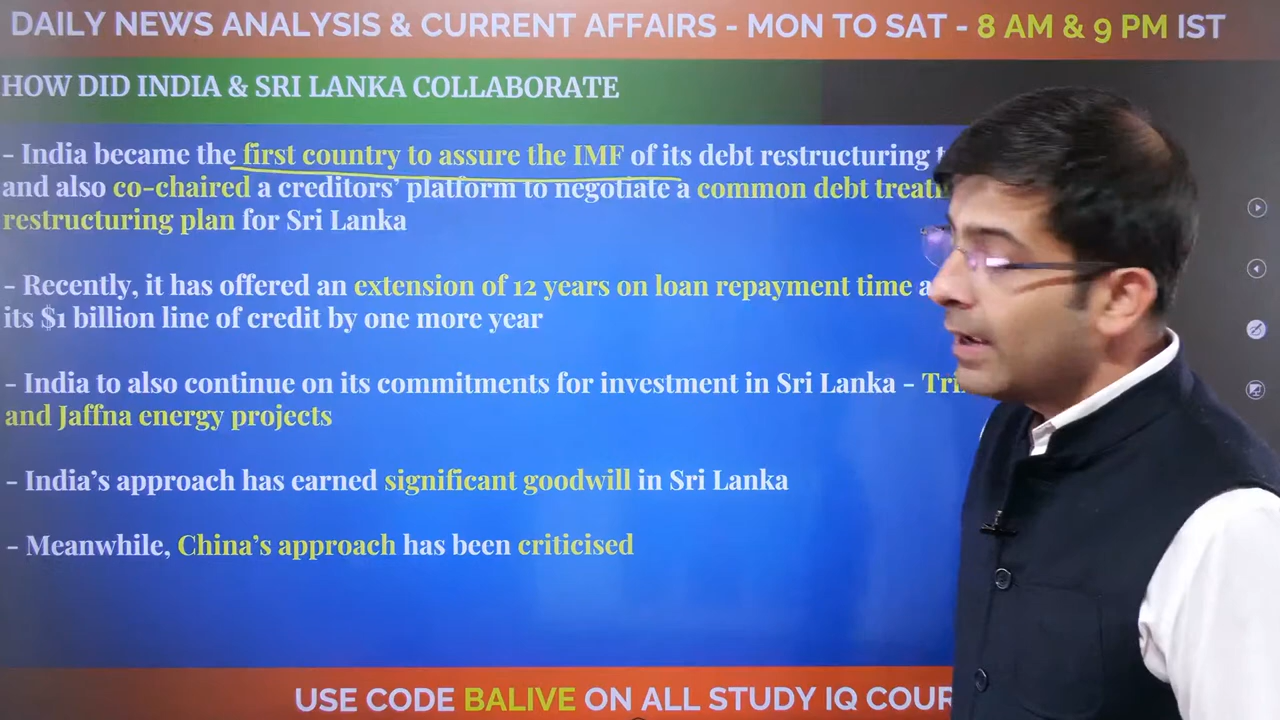 DAILY NEWS ANALYSIS & CURRENT AFFAIRS - MON TO SAT - 8 AM & 9 PM IST
HOW DID INDIA & SRI LANKA COLLABORATE
- India became the first country to assure the IMF of its debt restructuring
and also co-chaired a creditors' platform to negotiate a common debt
restructuring plan for Sri Lanka
- Recently, it has offered an extension of 12 years on loan repayment time
its $1 billion line of credit by one more year
- India to also continue on its commitments for investment in Sri Lanka -
and Jaffna energy projects
- India's approach has earned significant goodwill in Sri Lanka
- Meanwhile, China's approach has been criticised
USE CODE BALIVE ON ALL STUDY IQ